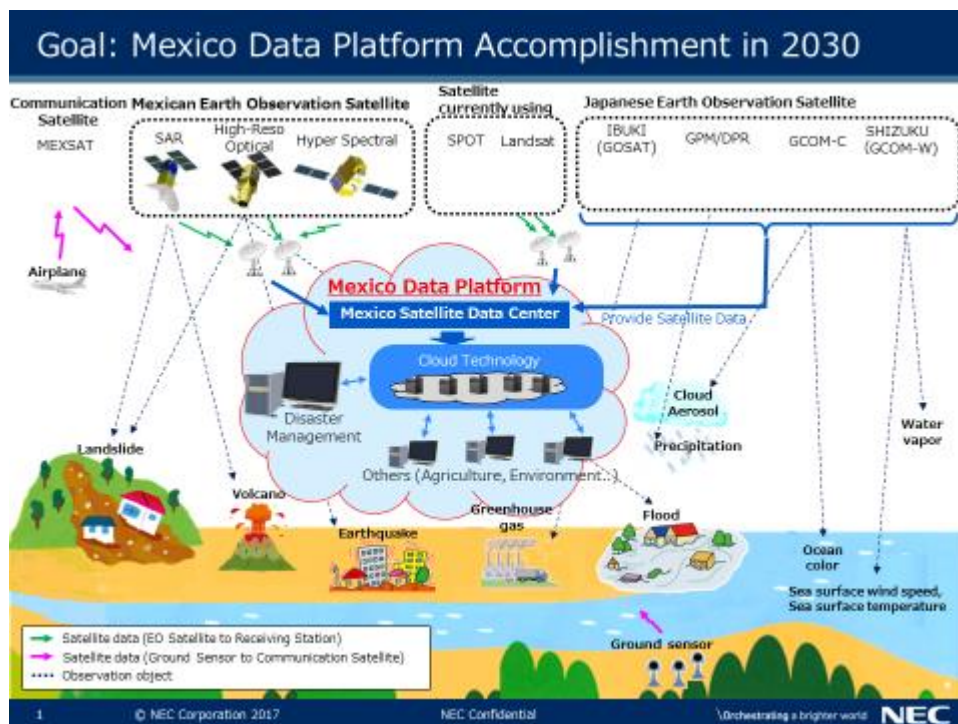 Goal: Mexico Data Platform Accomplishment in 2030
Communication
Satellite
MEXSAT
Mexican Earth Observation Satellite
SAR
High-Reso
Optical
Hyper Spectral
Satellite
currently using
SPOT
Landsat
Japanese Earth Observation Satellite
IBUKI
(GOSAT)
GPM/DPR
GCOM-C
SHIZUKU
(GCOM-W)
Airplane
Mexico Data Platform
Mexico Satellite Data Center
Provide Satellite Data
Cloud Technology
Disaster
Management
Others (Agriculture, Environment..)
Cloud
Aerosol
Precipitation
Water
vapor
Landslide
Volcano
Earthquake
Greenhouse
gas
Flood
Ocean
color
Sea surface wind speed,
Sea surface temperature
Ground sensor
Satellite data (EO Satellite to Receiving Station)
Satellite data (Ground Sensor to Communication Satellite)
Observation object
1
© NEC Corporation 2017
NEC Confidential
\Orchestrating a brighter world
NEC